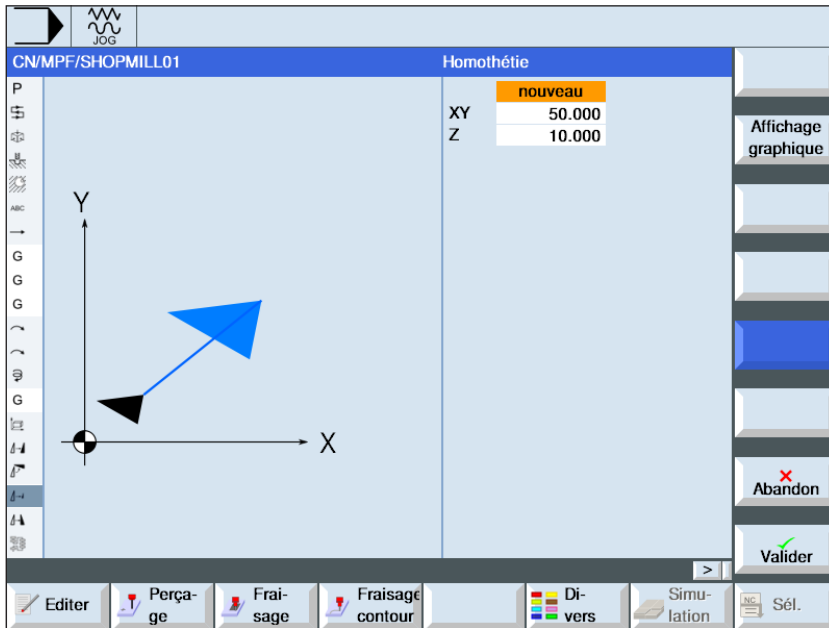 JOG
CN/MPF/SHOPMILL01
Homothétie
nouveau
XY 50.000
Z 10.000
P
ABC
G
G
G
G
Y
X
Affichage
graphique
Abandon
Valider
>
Editer
Perça-
ge
Frai-
sage
Fraisage
contour
Di-
vers
Simu-
lation
NC
Sél.